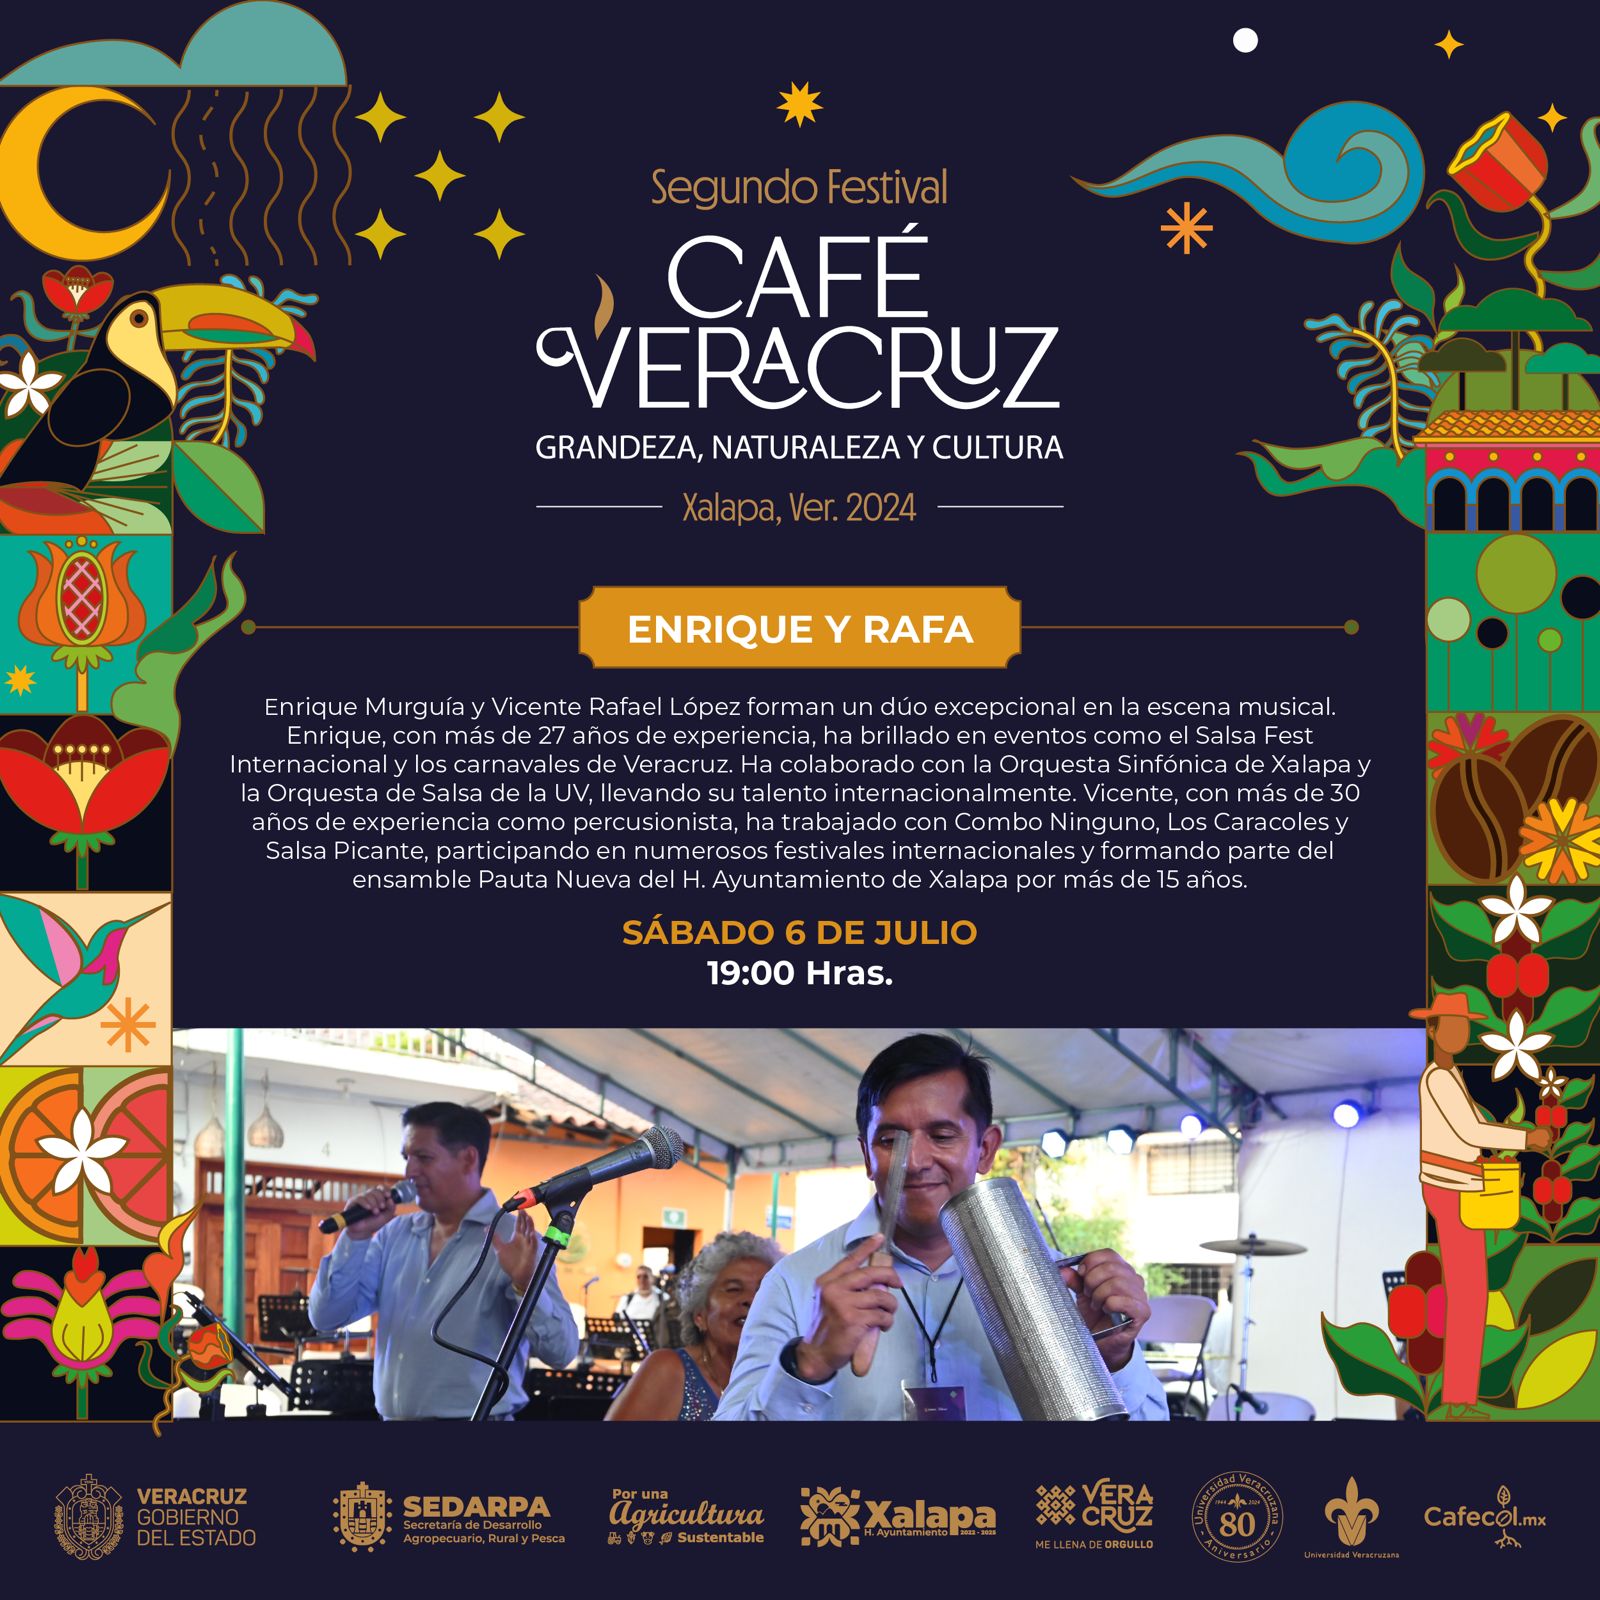 Segundo Festival
CAFÉ
VERACRUZ
GRANDEZA, NATURALEZA Y CULTURA
Xalapa, Ver. 2024
ENRIQUE Y RAFA
Enrique Murguía y Vicente Rafael López forman un dúo excepcional en la escena musical.
Enrique, con más de 27 años de experiencia, ha brillado en eventos como el Salsa Fest
Internacional y los carnavales de Veracruz. Ha colaborado con la Orquesta Sinfónica de Xalapa y
la Orquesta de Salsa de la UV, llevando su talento internacionalmente. Vicente, con más de 30
años de experiencia como percusionista, ha trabajado con Combo Ninguno, Los Caracoles y
Salsa Picante, participando en numerosos festivales internacionales y formando parte del
ensamble Pauta Nueva del H. Ayuntamiento de Xalapa por más de 15 años.
SÁBADO 6 DE JULIO
19:00 Hras.
4
VERACRUZ
GOBIERNO
DEL ESTADO
SEDARPA
Secretaría de Desarrollo
Agropecuario, Rural y Pesca
Por una
Agricultura
Sustentable
Xalapa
H. Ayuntamiento 2022 - 2025
VERA
CRUZ
ME LLENA DE ORGULLO
Universidad Veracruzana
1944 2024
80
Aniversario
Universidad Veracruzana
Cafecol.mx